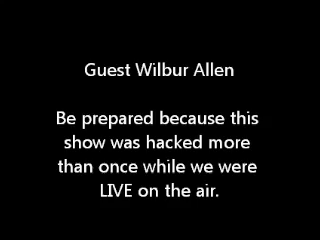 Guest Wilbur Allen
Be prepared because this
show was hacked more
than once while we were
LIVE on the air.